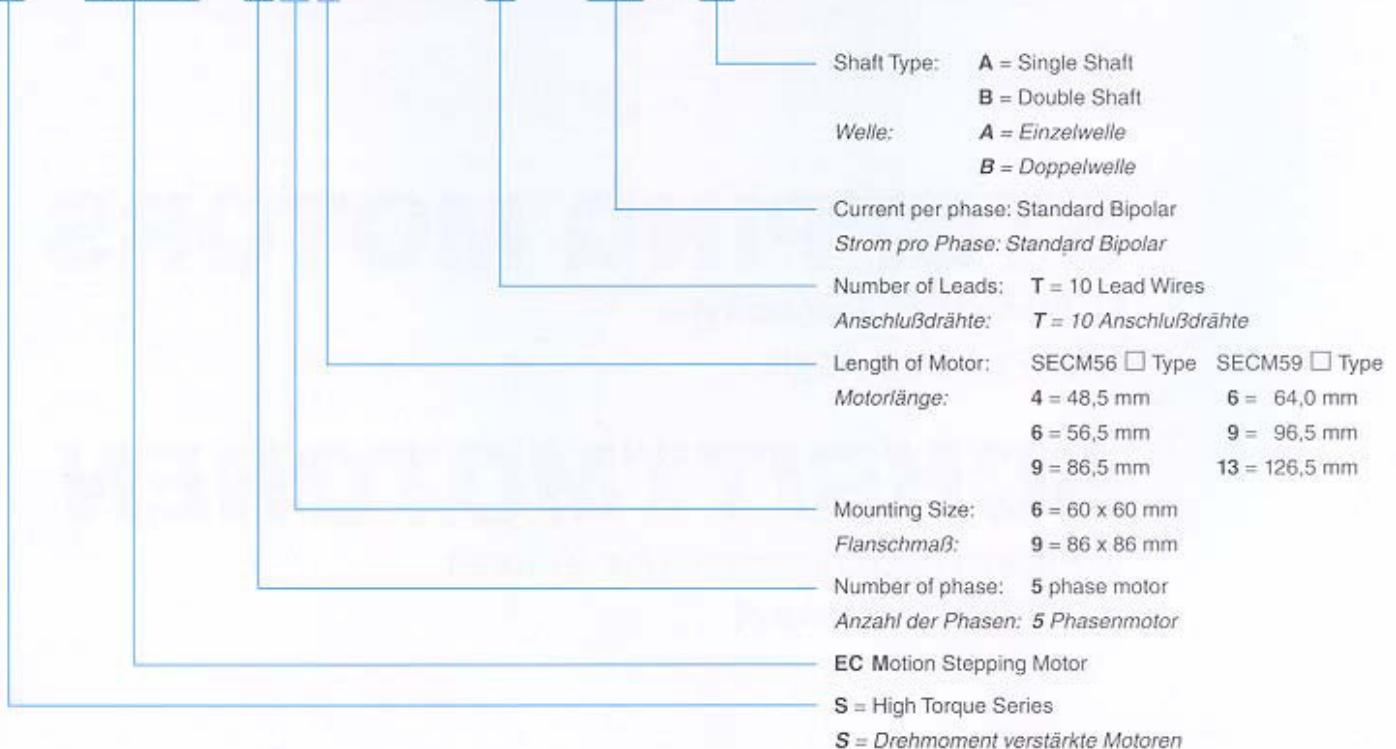 Shaft Type: A = Single Shaft
B = Double Shaft
Welle: A = Einzelwelle
B = Doppelwelle
Current per phase: Standard Bipolar
Strom pro Phase: Standard Bipolar
Number of Leads: T = 10 Lead Wires
Anschlußdrähte: T = 10 Anschlußdrähte
Length of Motor: SECM56 □ Type SECM59 □ Type
Motorlänge: 4 = 48,5 mm 6 = 64,0 mm
6 = 56,5 mm 9 = 96,5 mm
9 = 86,5 mm 13 = 126,5 mm
Mounting Size: 6 = 60 x 60 mm
Flanschmaß: 9 = 86 x 86 mm
Number of phase: 5 phase motor
Anzahl der Phasen: 5 Phasenmotor
EC Motion Stepping Motor
S = High Torque Series
S = Drehmoment verstärkte Motoren